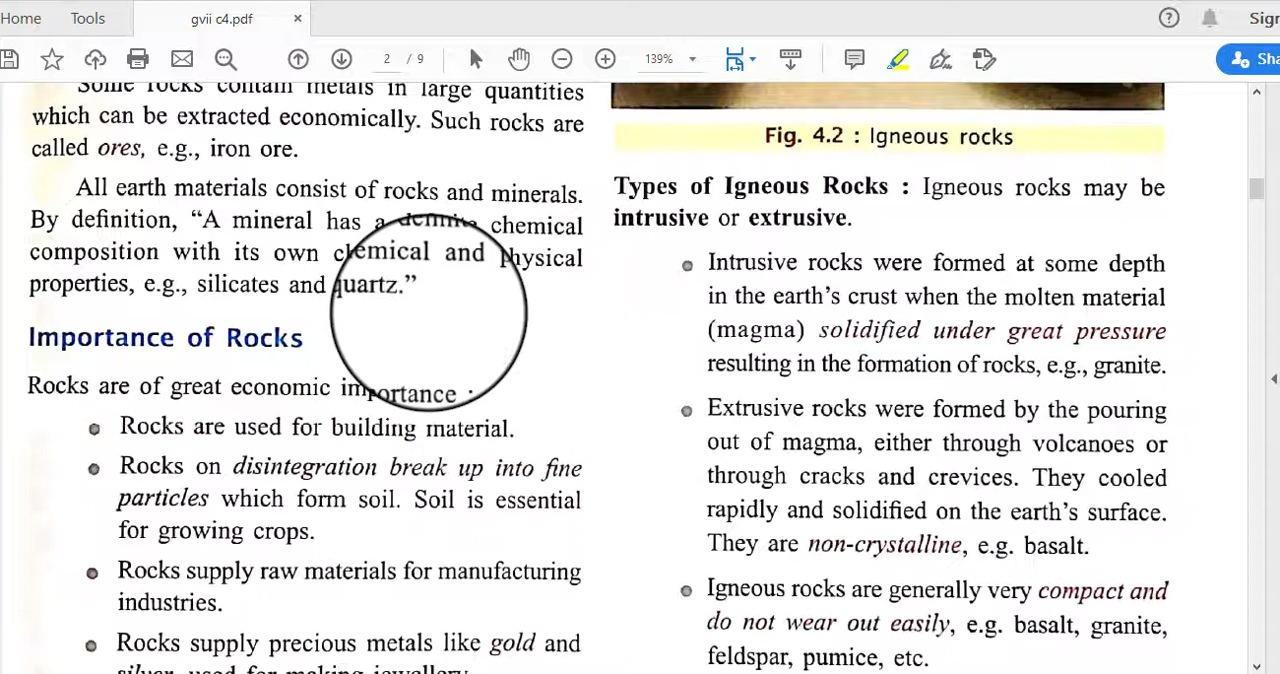 Home Tools gvii c4.pdf × Sign
2 / 9 139% Sha
Some rocks contain metals in large quantities
which can be extracted economically. Such rocks are
called ores, e.g., iron ore.
All earth materials consist of rocks and minerals.
By definition, “A mineral has a definite chemical
composition with its own chemical and physical
properties, e.g., silicates and quartz.”
Importance of Rocks
Rocks are of great economic importance :
Rocks are used for building material.
Rocks on disintegration break up into fine
particles which form soil. Soil is essential
for growing crops.
Rocks supply raw materials for manufacturing
industries.
Rocks supply precious metals like gold and
silver, used for making jewellery.
Fig. 4.2 : Igneous rocks
Types of Igneous Rocks : Igneous rocks may be
intrusive or extrusive.
Intrusive rocks were formed at some depth
in the earth’s crust when the molten material
(magma) solidified under great pressure
resulting in the formation of rocks, e.g., granite.
Extrusive rocks were formed by the pouring
out of magma, either through volcanoes or
through cracks and crevices. They cooled
rapidly and solidified on the earth’s surface.
They are non-crystalline, e.g. basalt.
Igneous rocks are generally very compact and
do not wear out easily, e.g. basalt, granite,
feldspar, pumice, etc.